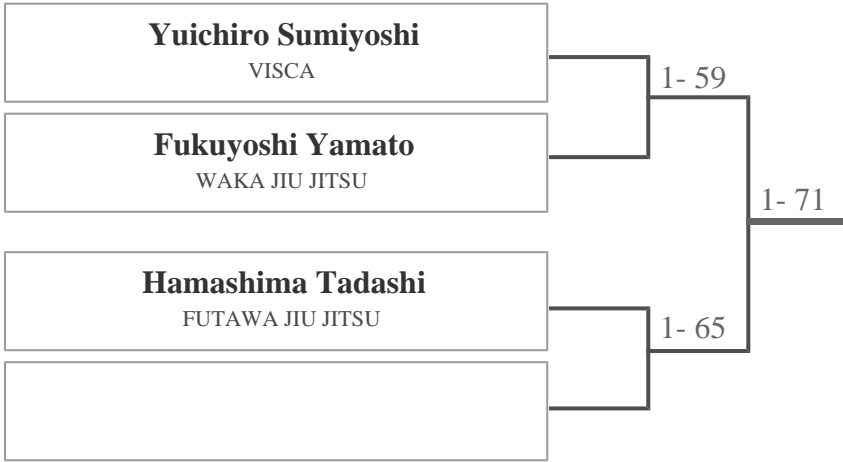 Yuichiro Sumiyoshi
VISCA
1- 59
Fukuyoshi Yamato
WAKA JIU JITSU
1- 71
Hamashima Tadashi
FUTAWA JIU JITSU
1- 65